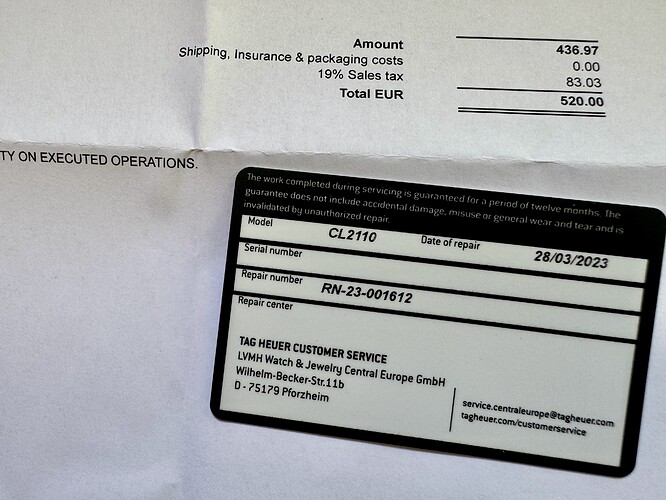 Amount 436.97
Shipping, Insurance & packaging costs 0.00
19% Sales tax 83.03
Total EUR 520.00
TY ON EXECUTED OPERATIONS.
The work completed during servicing is guaranteed for a period of twelve months. The
guarantee does not include accidental damage, misuse or general wear and tear and is
invalidated by unauthorized repair.
Model CL2110 Date of repair 28/03/2023
Serial number
Repair number RN-23-001612
Repair center
TAG HEUER CUSTOMER SERVICE
LVMH Watch & Jewelry Central Europe GmbH
Wilhelm-Becker-Str.11b
D - 75179 Pforzheim
service.centraleurope@tagheuer.com
tagheuer.com/customerservice